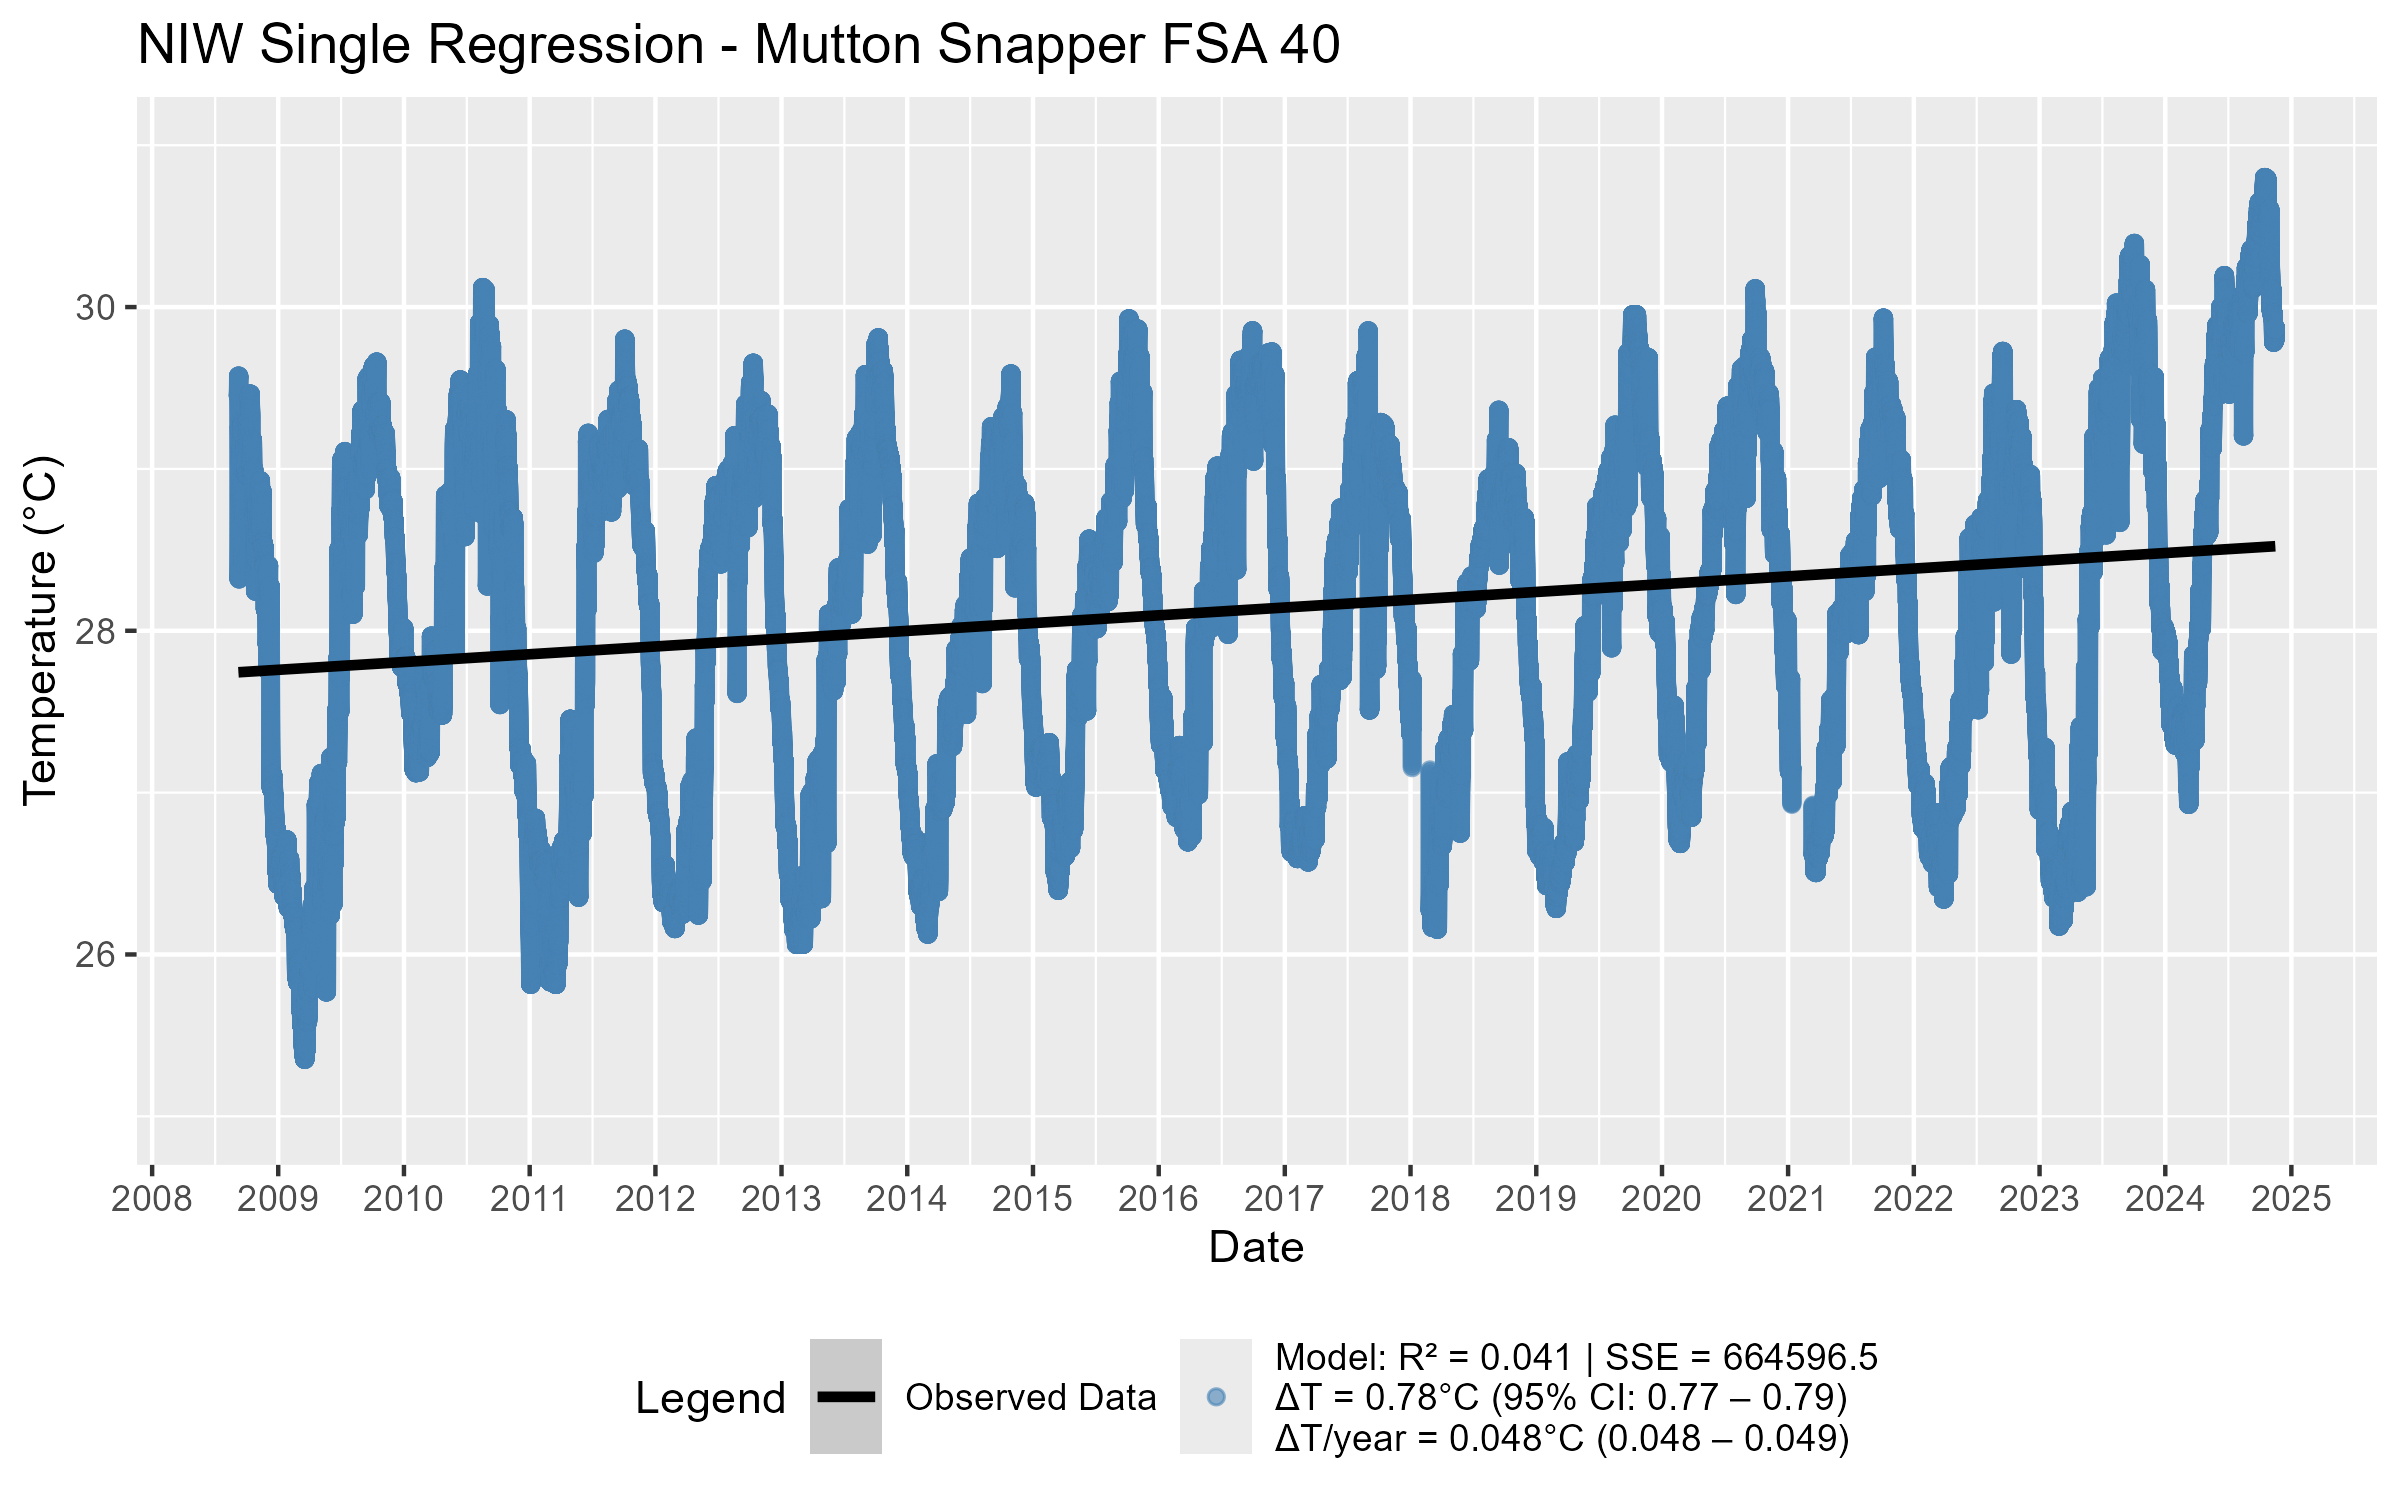 NIW Single Regression - Mutton Snapper FSA 40
Temperature (°C)
30
28
26
2008 2009 2010 2011 2012 2013 2014 2015 2016 2017 2018 2019 2020 2021 2022 2023 2024 2025
Date
Legend
Observed Data
Model: R² = 0.041 | SSE = 664596.5
ΔT = 0.78°C (95% CI: 0.77 – 0.79)
ΔT/year = 0.048°C (0.048 – 0.049)